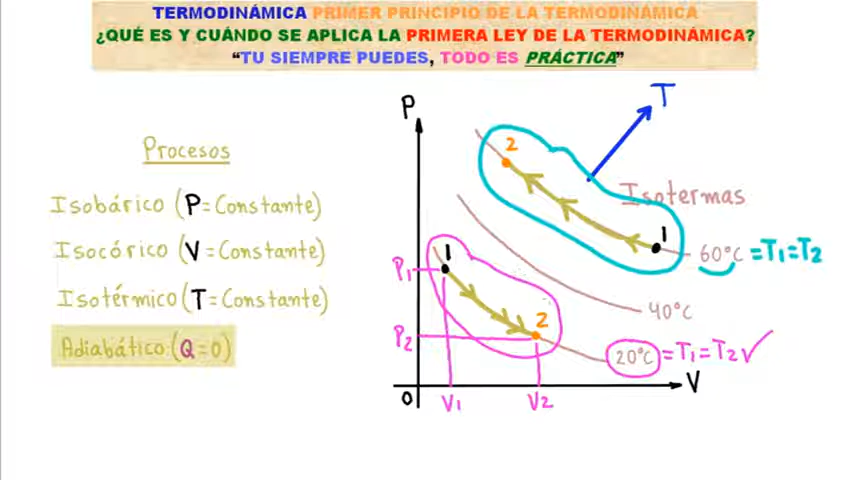 TERMODINÁMICA PRIMER PRINCIPIO DE LA TERMODINÁMICA
¿QUÉ ES Y CUÁNDO SE APLICA LA PRIMERA LEY DE LA TERMODINÁMICA?
“TU SIEMPRE PUEDES, TODO ES PRÁCTICA”
Procesos
Isobárico (P=Constante)
Isocórico (V=Constante)
Isotérmico (T=Constante)
Adiabático (Q=0)
P
T
2
Isotermas
1
60°C =T1=T2
1
P1
40°C
2
P2
20°C =T1=T2✓
0
V
V1
V2